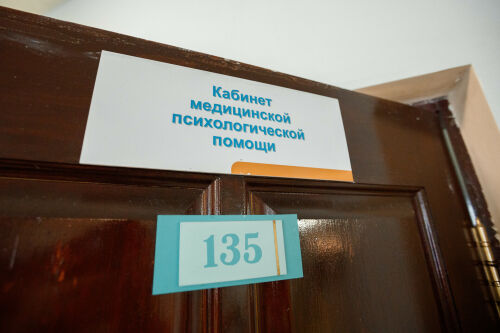 Кабинет
медицинской
психологической
помощи
135